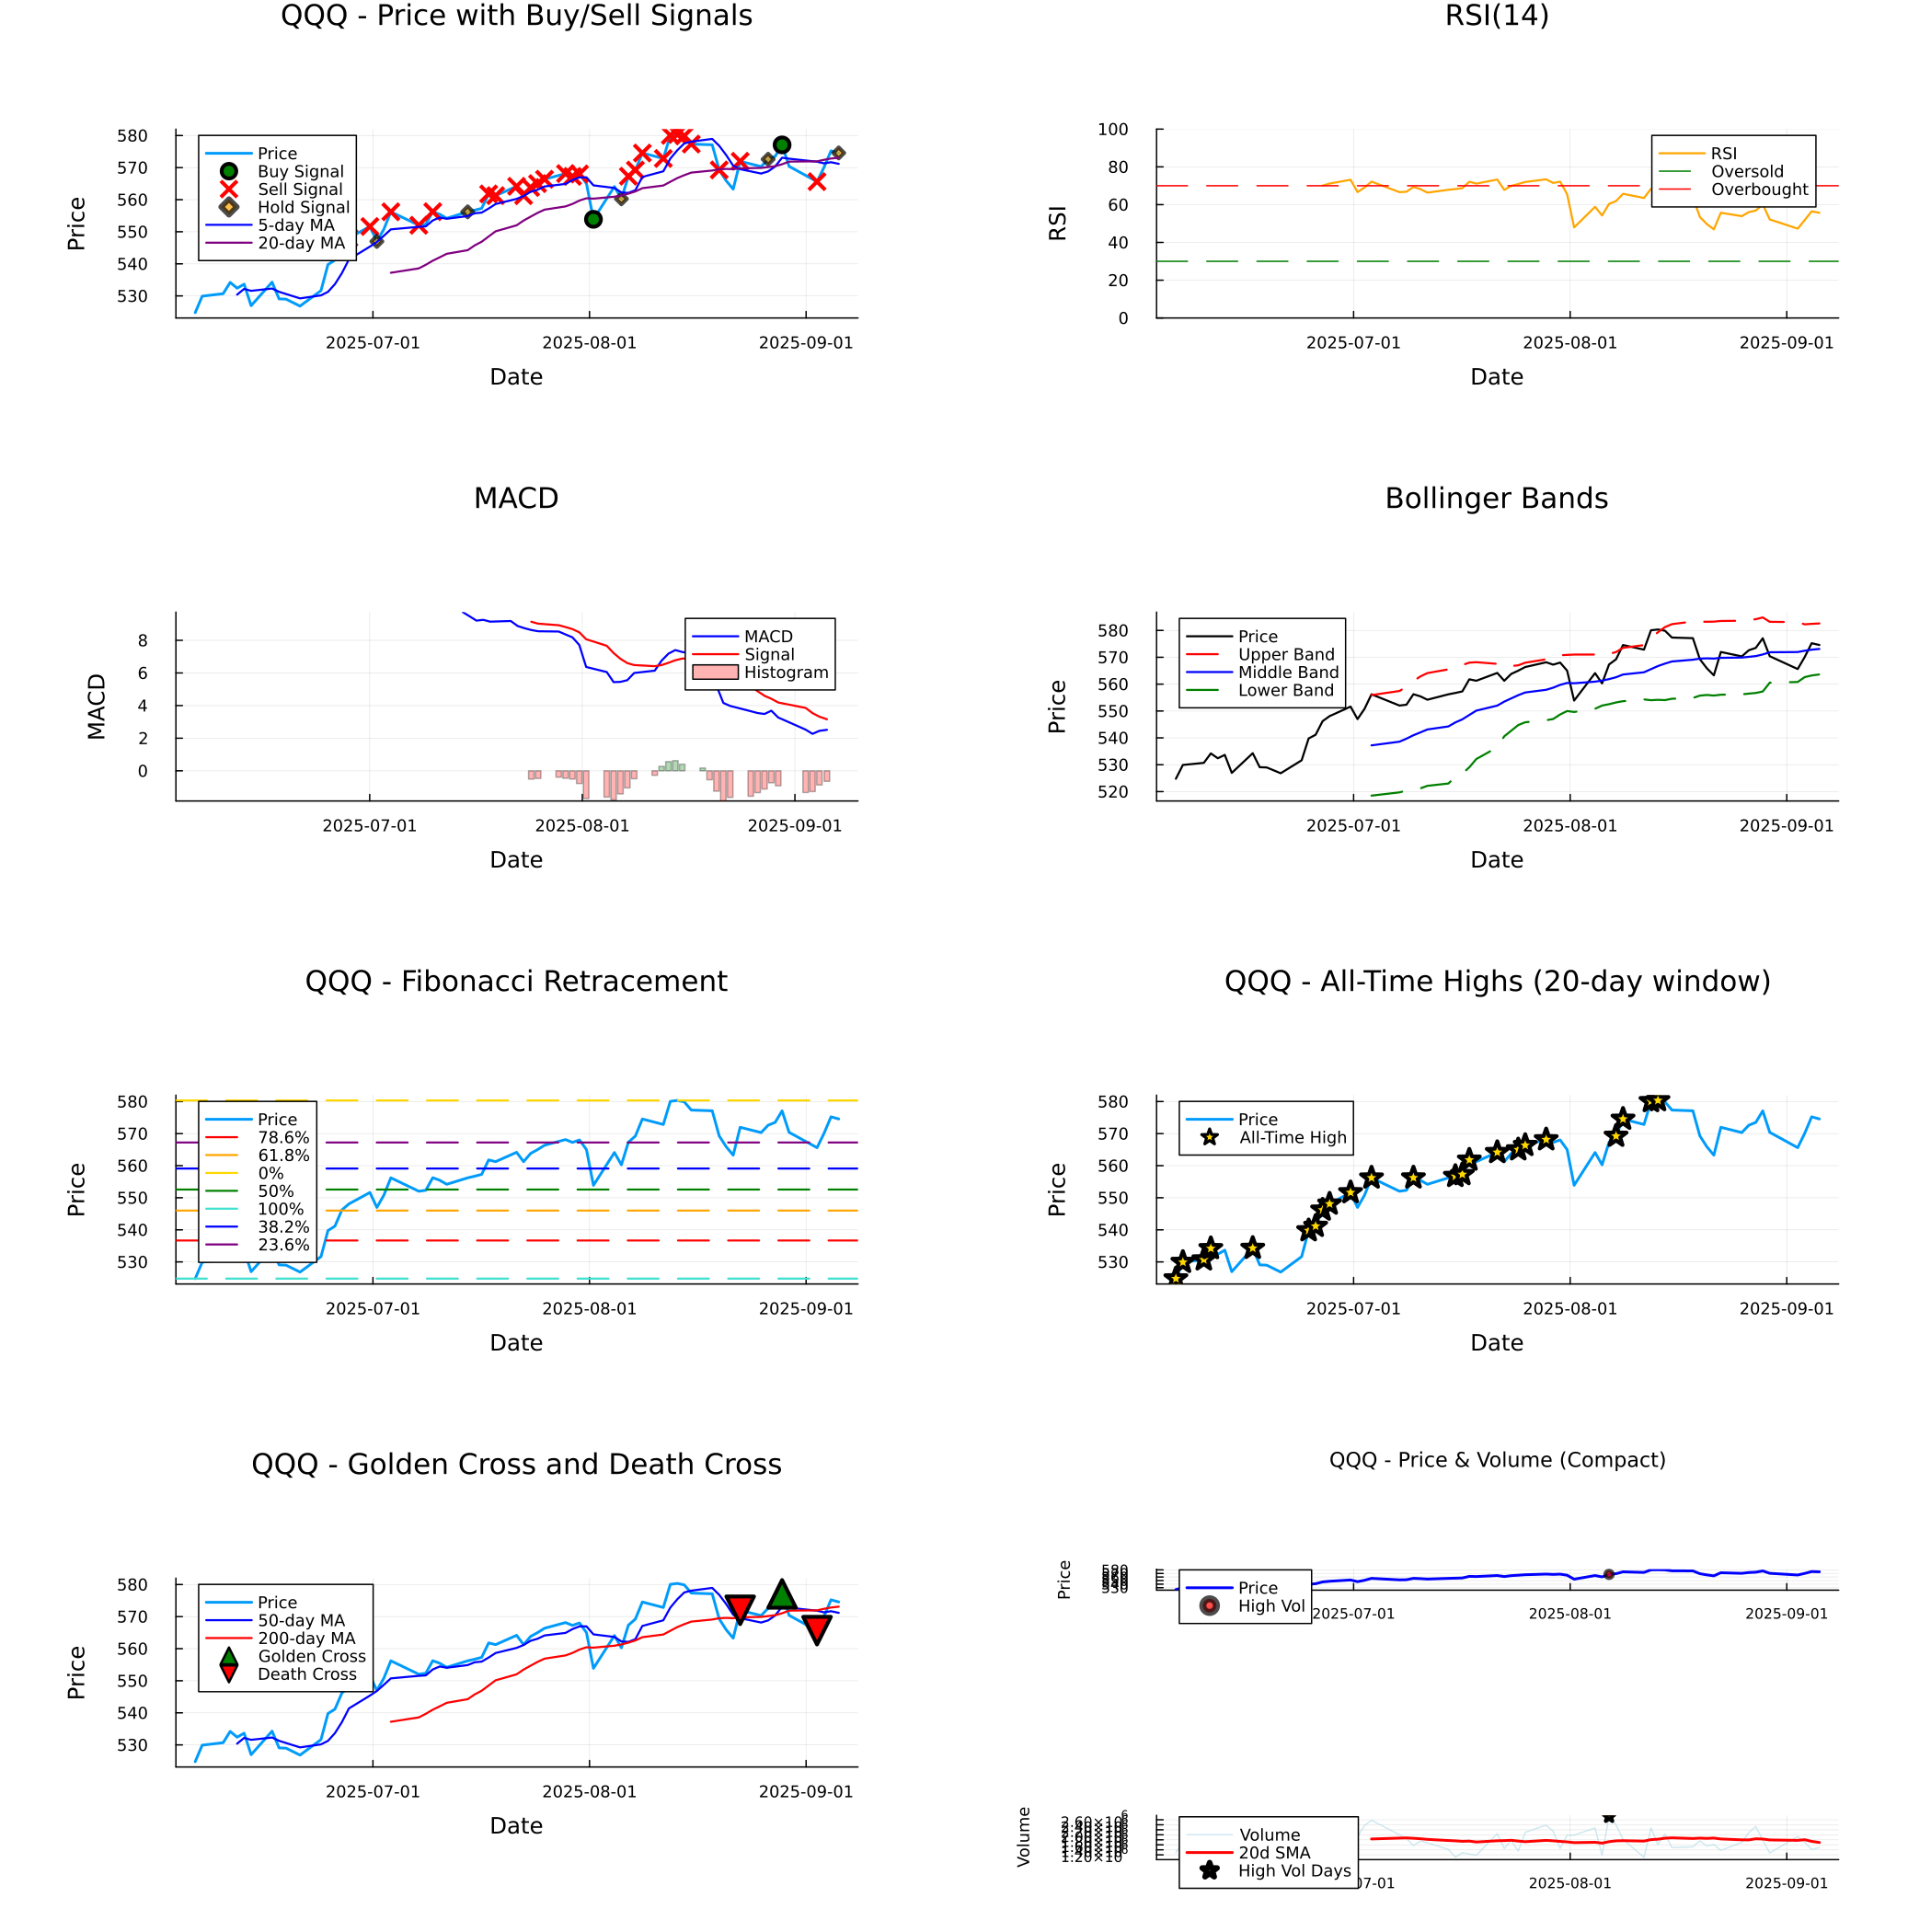 QQQ - Price with Buy/Sell Signals
Price
580
570
560
550
540
530
Price
Buy Signal
Sell Signal
Hold Signal
5-day MA
20-day MA
2025-07-01 2025-08-01 2025-09-01
Date
RSI(14)
RSI
100
80
60
40
20
0
RSI
Oversold
Overbought
2025-07-01 2025-08-01 2025-09-01
Date
MACD
MACD
8
6
4
2
0
MACD
Signal
Histogram
2025-07-01 2025-08-01 2025-09-01
Date
Bollinger Bands
Price
580
570
560
550
540
530
520
Price
Upper Band
Middle Band
Lower Band
2025-07-01 2025-08-01 2025-09-01
Date
QQQ - Fibonacci Retracement
Price
580
570
560
550
540
530
Price
78.6%
61.8%
0%
50%
100%
38.2%
23.6%
2025-07-01 2025-08-01 2025-09-01
Date
QQQ - All-Time Highs (20-day window)
Price
580
570
560
550
540
530
Price
All-Time High
2025-07-01 2025-08-01 2025-09-01
Date
QQQ - Golden Cross and Death Cross
Price
580
570
560
550
540
530
Price
50-day MA
200-day MA
Golden Cross
Death Cross
2025-07-01 2025-08-01 2025-09-01
Date
QQQ - Price & Volume (Compact)
Price
Price
High Vol
2025-07-01 2025-08-01 2025-09-01
Volume
Volume
20d SMA
High Vol Days
07-01 2025-08-01 2025-09-01